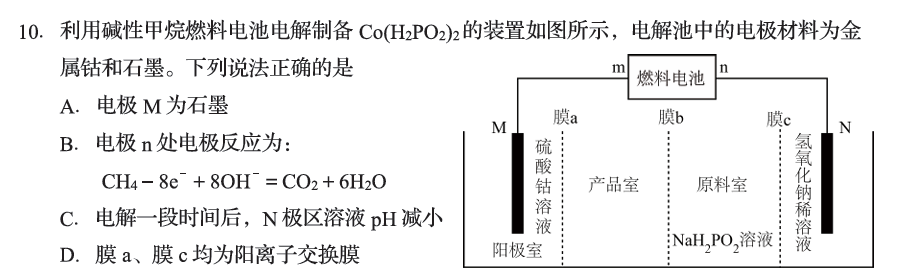 10. 利用碱性甲烷燃料电池电解制备 Co(H₂PO₂)₂的装置如图所示，电解池中的电极材料为金
属钴和石墨。下列说法正确的是
A. 电极 M 为石墨
B. 电极 n 处电极反应为：
CH₄ − 8e⁻ + 8OH⁻ = CO₂ + 6H₂O
C. 电解一段时间后，N 极区溶液 pH 减小
D. 膜 a、膜 c 均为阳离子交换膜
m 燃料电池 n
M 膜a 膜b 膜c N
硫酸钴溶液
产品室
原料室
氢氧化钠稀溶液
NaH₂PO₂溶液
阳极室